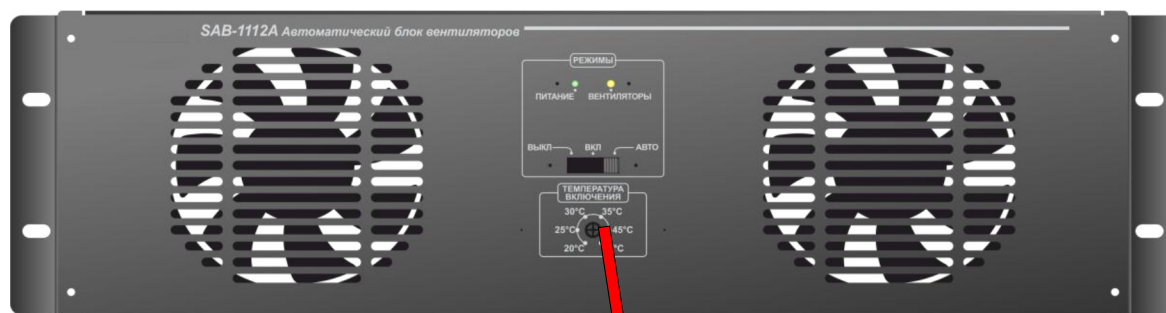 SAB-1112A Автоматический блок вентиляторов
РЕЖИМЫ
ПИТАНИЕ ВЕНТИЛЯТОРЫ
ВЫКЛ ВКЛ АВТО
ТЕМПЕРАТУРА
ВКЛЮЧЕНИЯ
30°C 35°C
25°C 45°C
20°C